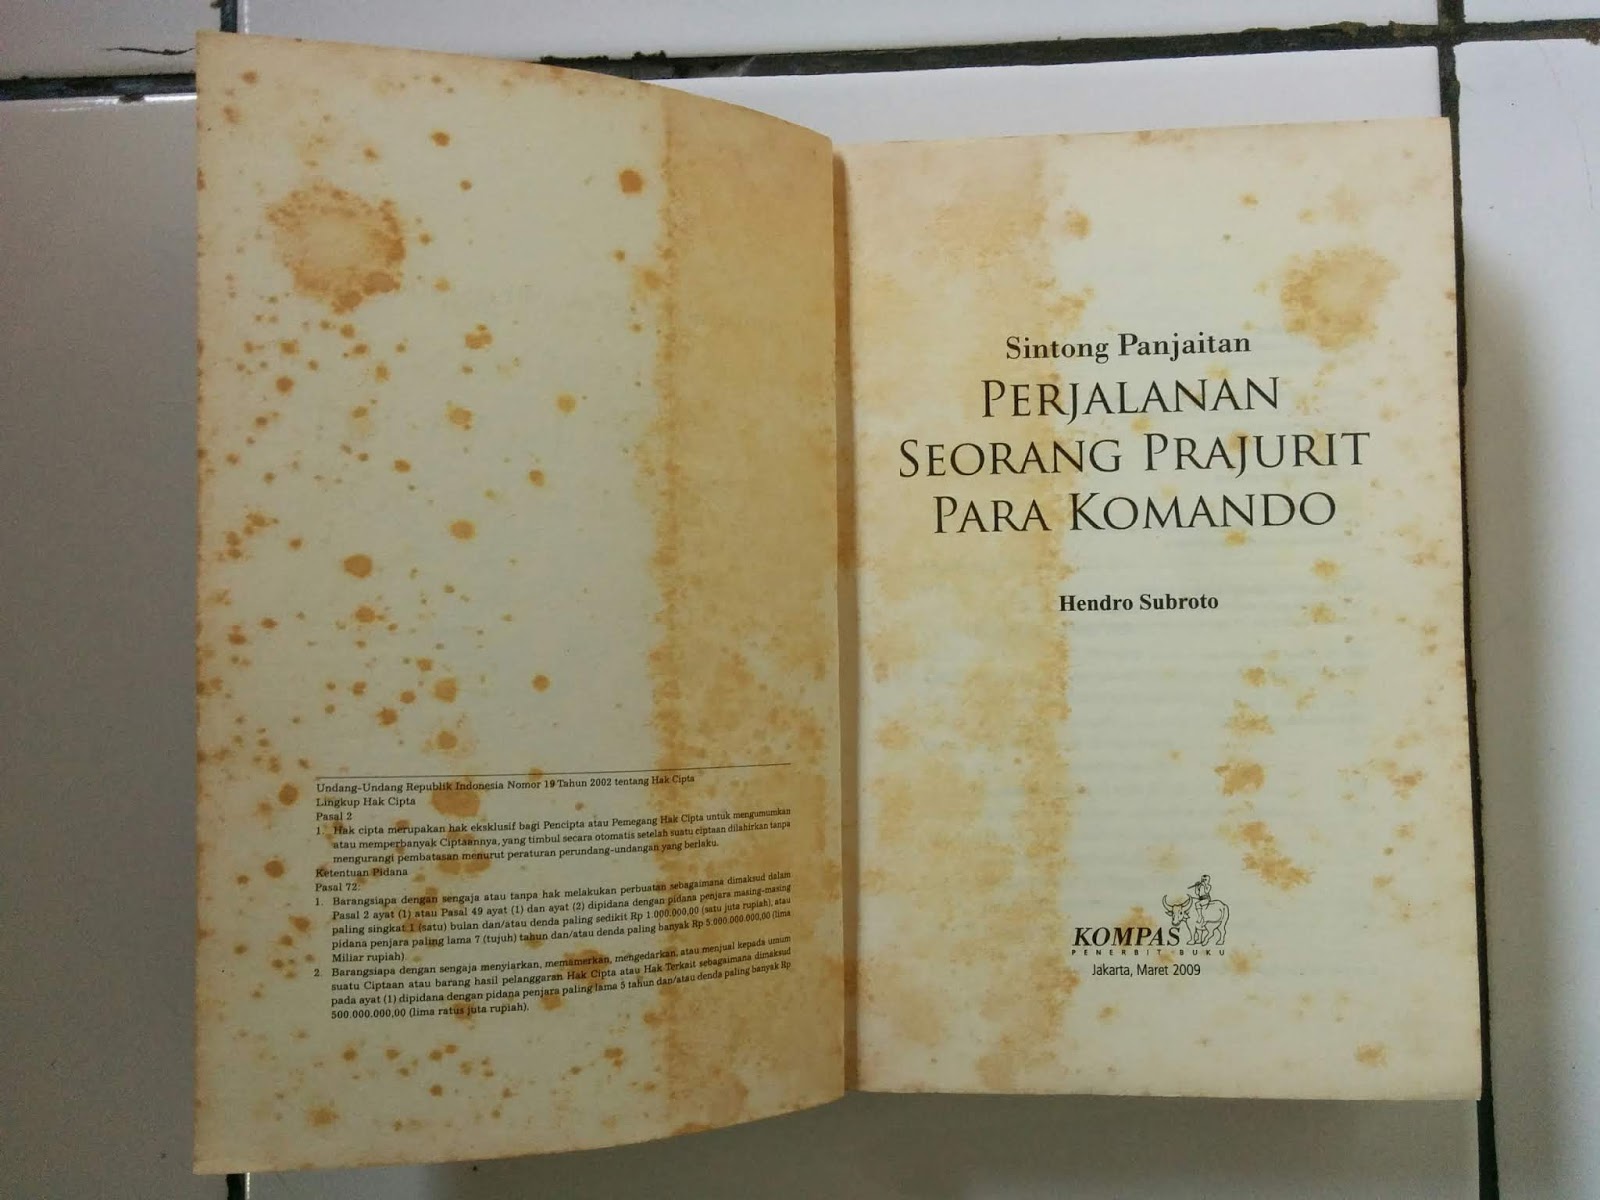 Undang-Undang Republik Indonesia Nomor 19 Tahun 2002 tentang Hak Cipta
Lingkup Hak Cipta
Pasal 2
1. Hak cipta merupakan hak eksklusif bagi Pencipta atau Pemegang Hak Cipta untuk mengumumkan
atau memperbanyak Ciptaannya, yang timbul secara otomatis setelah suatu ciptaan dilahirkan tanpa
mengurangi pembatasan menurut peraturan perundang-undangan yang berlaku.
Ketentuan Pidana
Pasal 72:
1. Barangsiapa dengan sengaja atau tanpa hak melakukan perbuatan sebagaimana dimaksud dalam
Pasal 2 ayat (1) atau Pasal 49 ayat (1) dan ayat (2) dipidana dengan pidana penjara masing-masing
paling singkat 1 (satu) bulan dan/atau denda paling sedikit Rp 1.000.000,00 (satu juta rupiah), atau
pidana penjara paling lama 7 (tujuh) tahun dan/atau denda paling banyak Rp 5.000.000.000,00 (lima
Miliar rupiah).
2. Barangsiapa dengan sengaja menyiarkan, memamerkan, mengedarkan, atau menjual kepada umum
suatu Ciptaan atau barang hasil pelanggaran Hak Cipta atau Hak Terkait sebagaimana dimaksud
pada ayat (1) dipidana dengan pidana penjara paling lama 5 tahun dan/atau denda paling banyak Rp
500.000.000,00 (lima ratus juta rupiah).
Sintong Panjaitan
PERJALANAN
SEORANG PRAJURIT
PARA KOMANDO
Hendro Subroto
KOMPAS
PENERBIT BUKU
Jakarta, Maret 2009